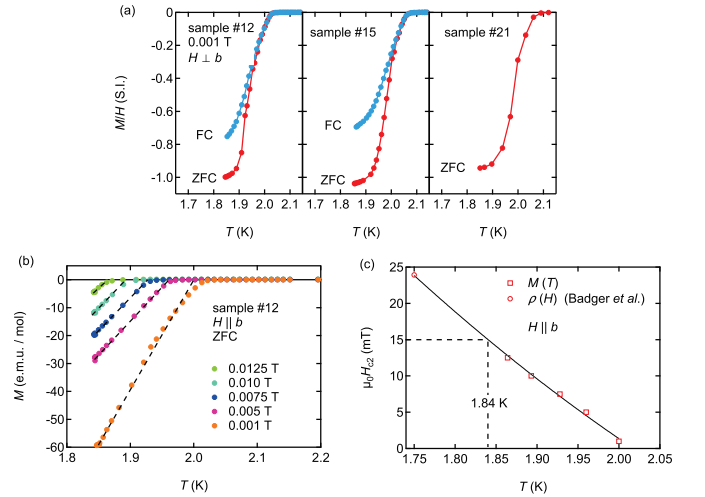 (a)
sample #12
0.001 T
H ⊥ b
FC
ZFC
sample #15
FC
ZFC
sample #21
ZFC
M/H (S.I.)
0
-0.2
-0.4
-0.6
-0.8
-1.0
1.7 1.8 1.9 2.0 2.1
1.7 1.8 1.9 2.0 2.1
1.7 1.8 1.9 2.0 2.1
T (K)
T (K)
T (K)
(b)
M (e.m.u. / mol)
10
0
-10
-20
-30
-40
-50
-60
sample #12
H || b
ZFC
0.0125 T
0.010 T
0.0075 T
0.005 T
0.001 T
1.8 1.9 2.0 2.1 2.2
T (K)
(c)
μ0Hc2 (mT)
25
20
15
10
5
0
M (T)
ρ (H) (Badger et al.)
H || b
1.84 K
1.75 1.80 1.85 1.90 1.95 2.00 2.05
T (K)